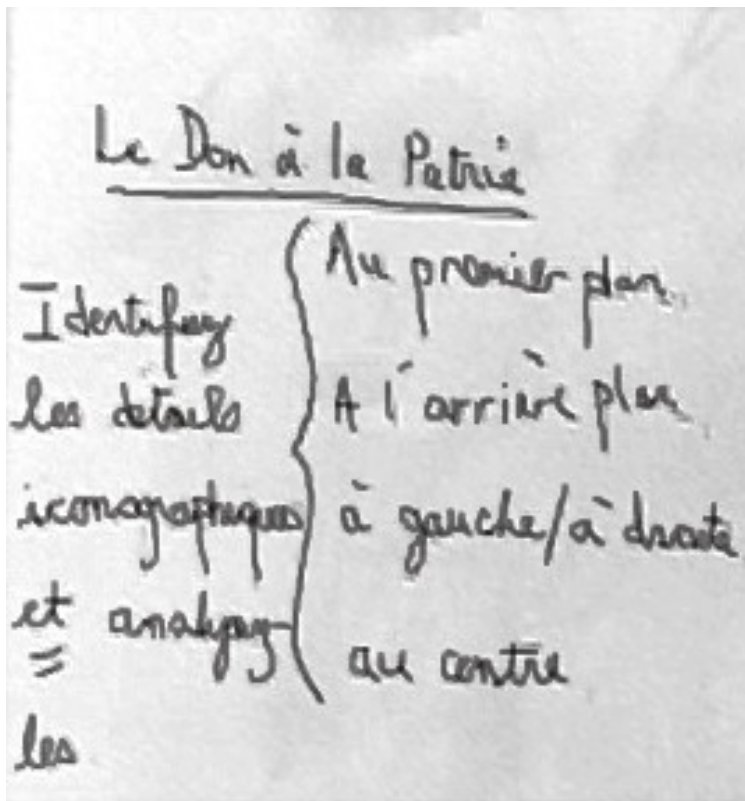 Le Don à la Patrie
Identifiez
les détails
iconographiques
et analysez
les
Au premier plan
A l'arrière plan
à gauche/à droite
au centre